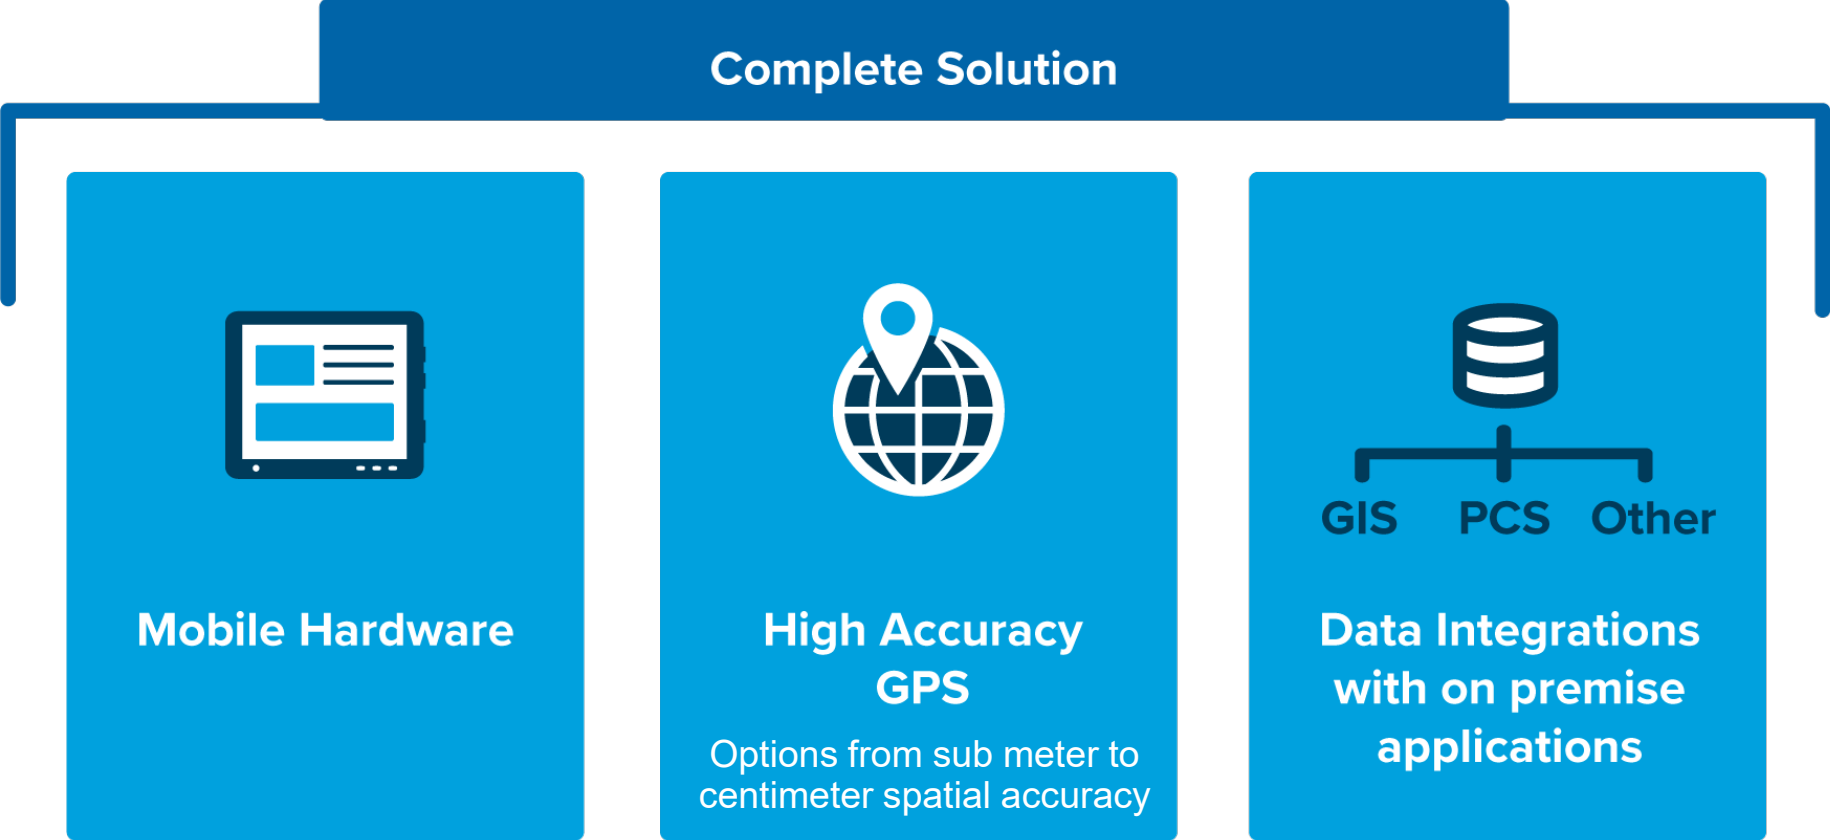 Complete Solution
Mobile Hardware
High Accuracy
GPS
Options from sub meter to
centimeter spatial accuracy
GIS PCS Other
Data Integrations
with on premise
applications